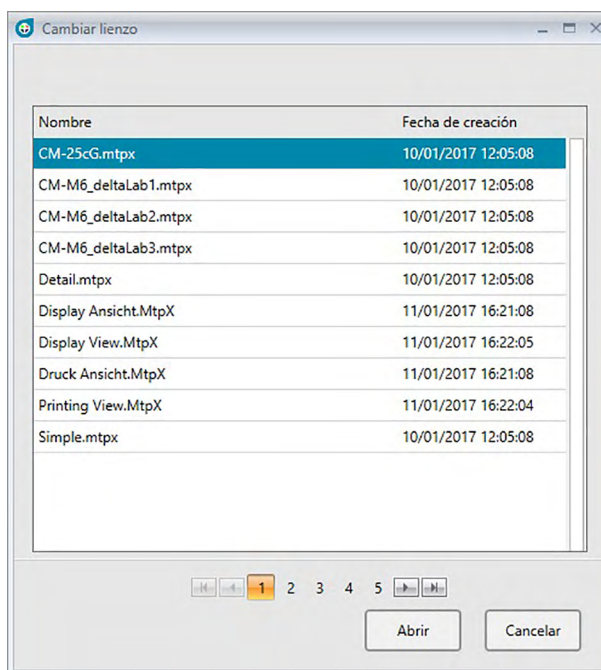 Cambiar lienzo
Nombre Fecha de creación
CM-25cG.mtpx 10/01/2017 12:05:08
CM-M6_deltaLab1.mtpx 10/01/2017 12:05:08
CM-M6_deltaLab2.mtpx 10/01/2017 12:05:08
CM-M6_deltaLab3.mtpx 10/01/2017 12:05:08
Detail.mtpx 10/01/2017 12:05:08
Display Ansicht.MtpX 11/01/2017 16:21:08
Display View.MtpX 11/01/2017 16:22:05
Druck Ansicht.MtpX 11/01/2017 16:21:08
Printing View.MtpX 11/01/2017 16:22:04
Simple.mtpx 10/01/2017 12:05:08
1 2 3 4 5
Abrir Cancelar